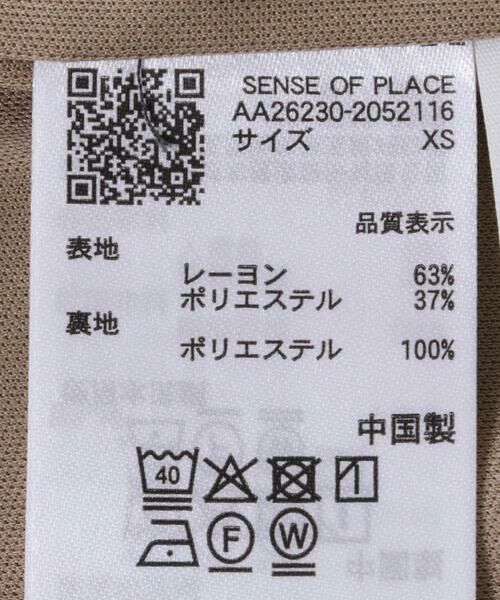 SENSE OF PLACE
AA26230-2052116
サイズ XS
品質表示
表地
レーヨン 63%
ポリエステル 37%
裏地
ポリエステル 100%
中国製
40
F W